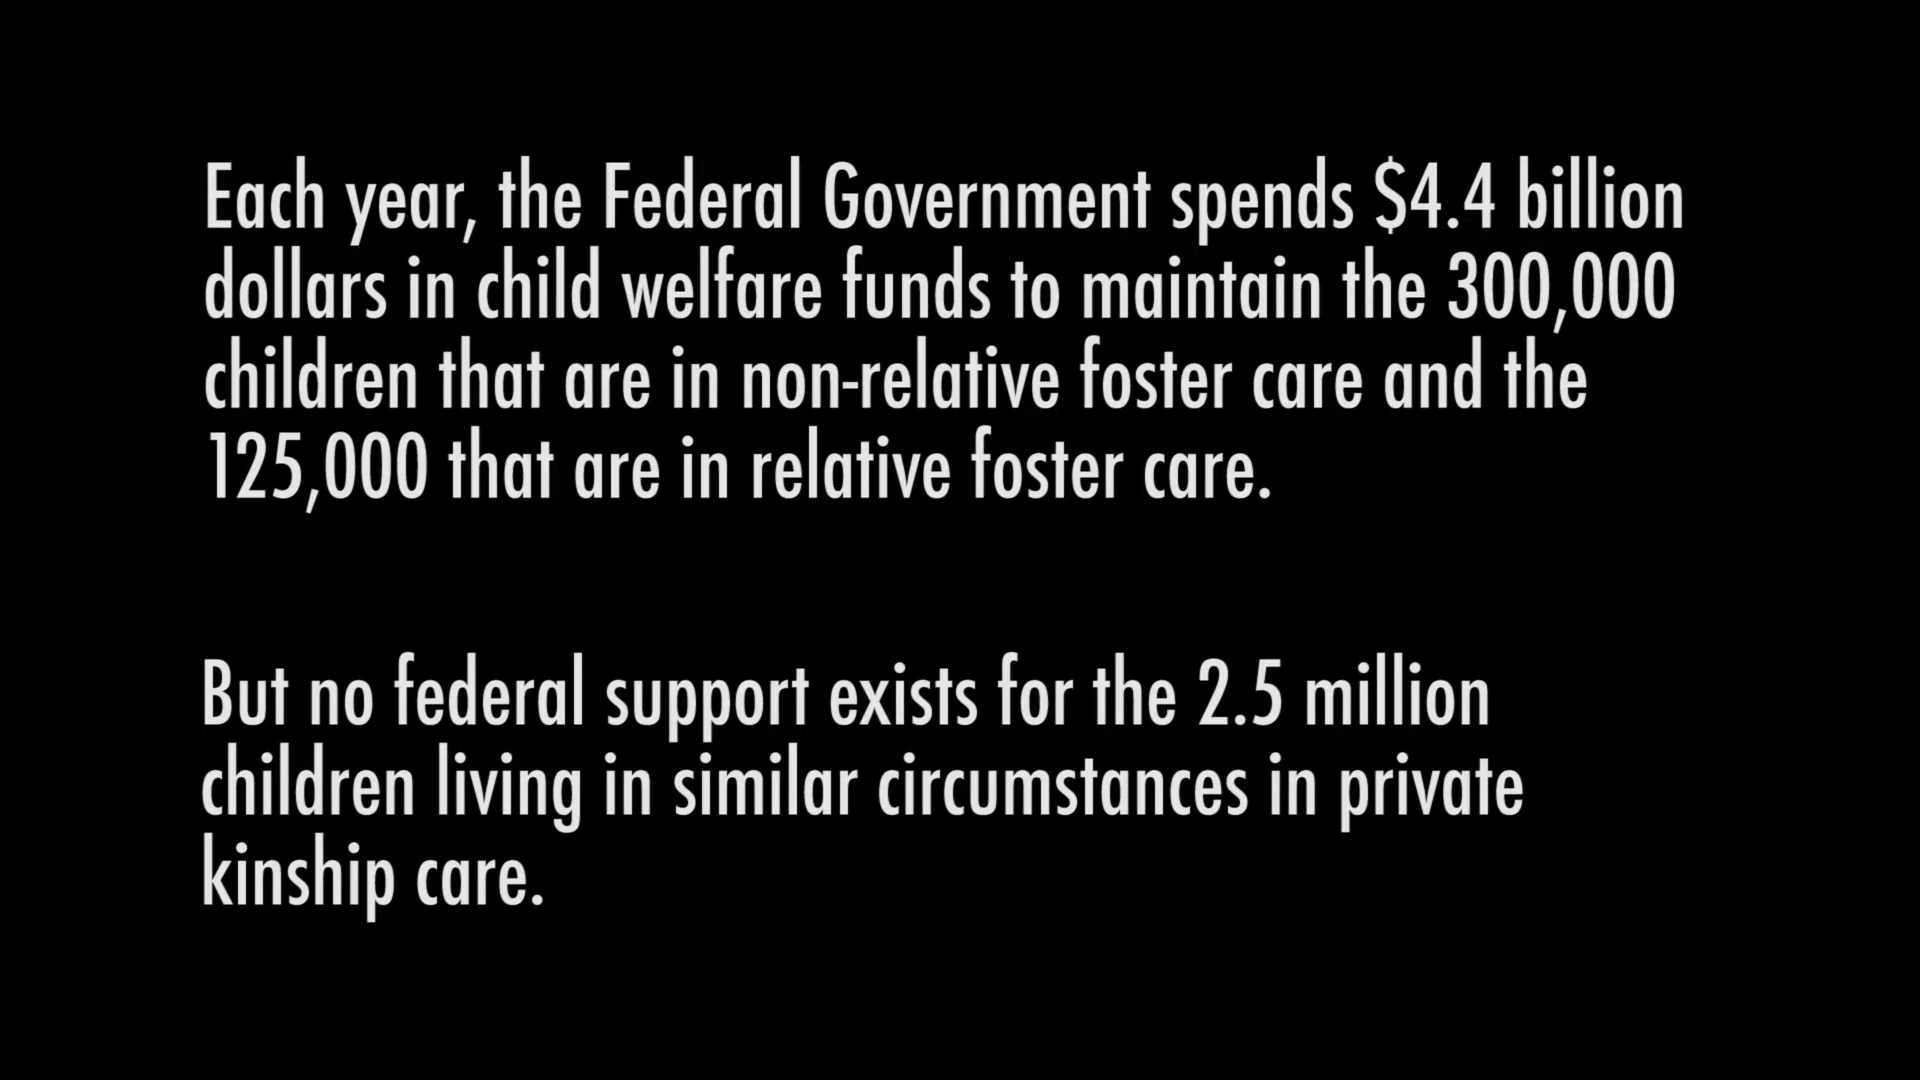 Each year, the Federal Government spends $4.4 billion
dollars in child welfare funds to maintain the 300,000
children that are in non-relative foster care and the
125,000 that are in relative foster care.
But no federal support exists for the 2.5 million
children living in similar circumstances in private
kinship care.